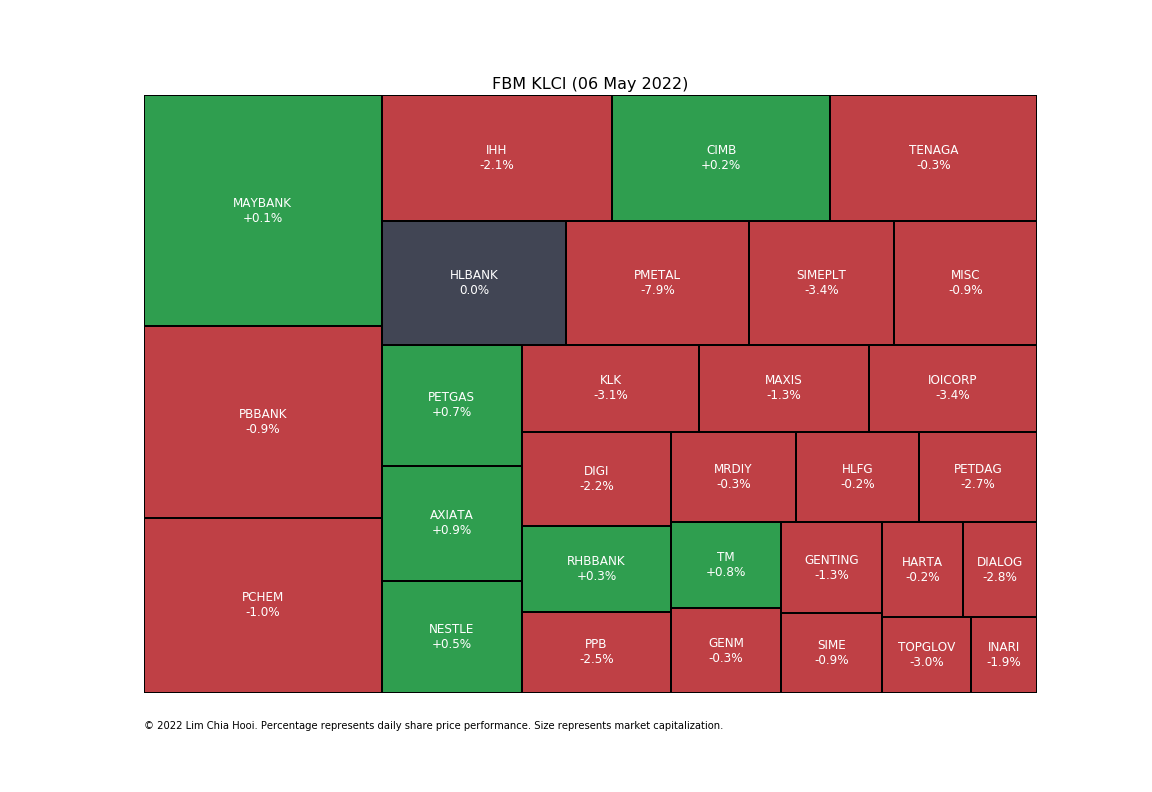 FBM KLCI (06 May 2022)
MAYBANK
+0.1%
IHH
-2.1%
CIMB
+0.2%
TENAGA
-0.3%
HLBANK
0.0%
PMETAL
-7.9%
SIMEPLT
-3.4%
MISC
-0.9%
PBBANK
-0.9%
PETGAS
+0.7%
KLK
-3.1%
MAXIS
-1.3%
IOICORP
-3.4%
DIGI
-2.2%
MRDIY
-0.3%
HLFG
-0.2%
PETDAG
-2.7%
AXIATA
+0.9%
RHBBANK
+0.3%
TM
+0.8%
GENTING
-1.3%
HARTA
-0.2%
DIALOG
-2.8%
PCHEM
-1.0%
NESTLE
+0.5%
PPB
-2.5%
GENM
-0.3%
SIME
-0.9%
TOPGLOV
-3.0%
INARI
-1.9%
© 2022 Lim Chia Hooi. Percentage represents daily share price performance. Size represents market capitalization.